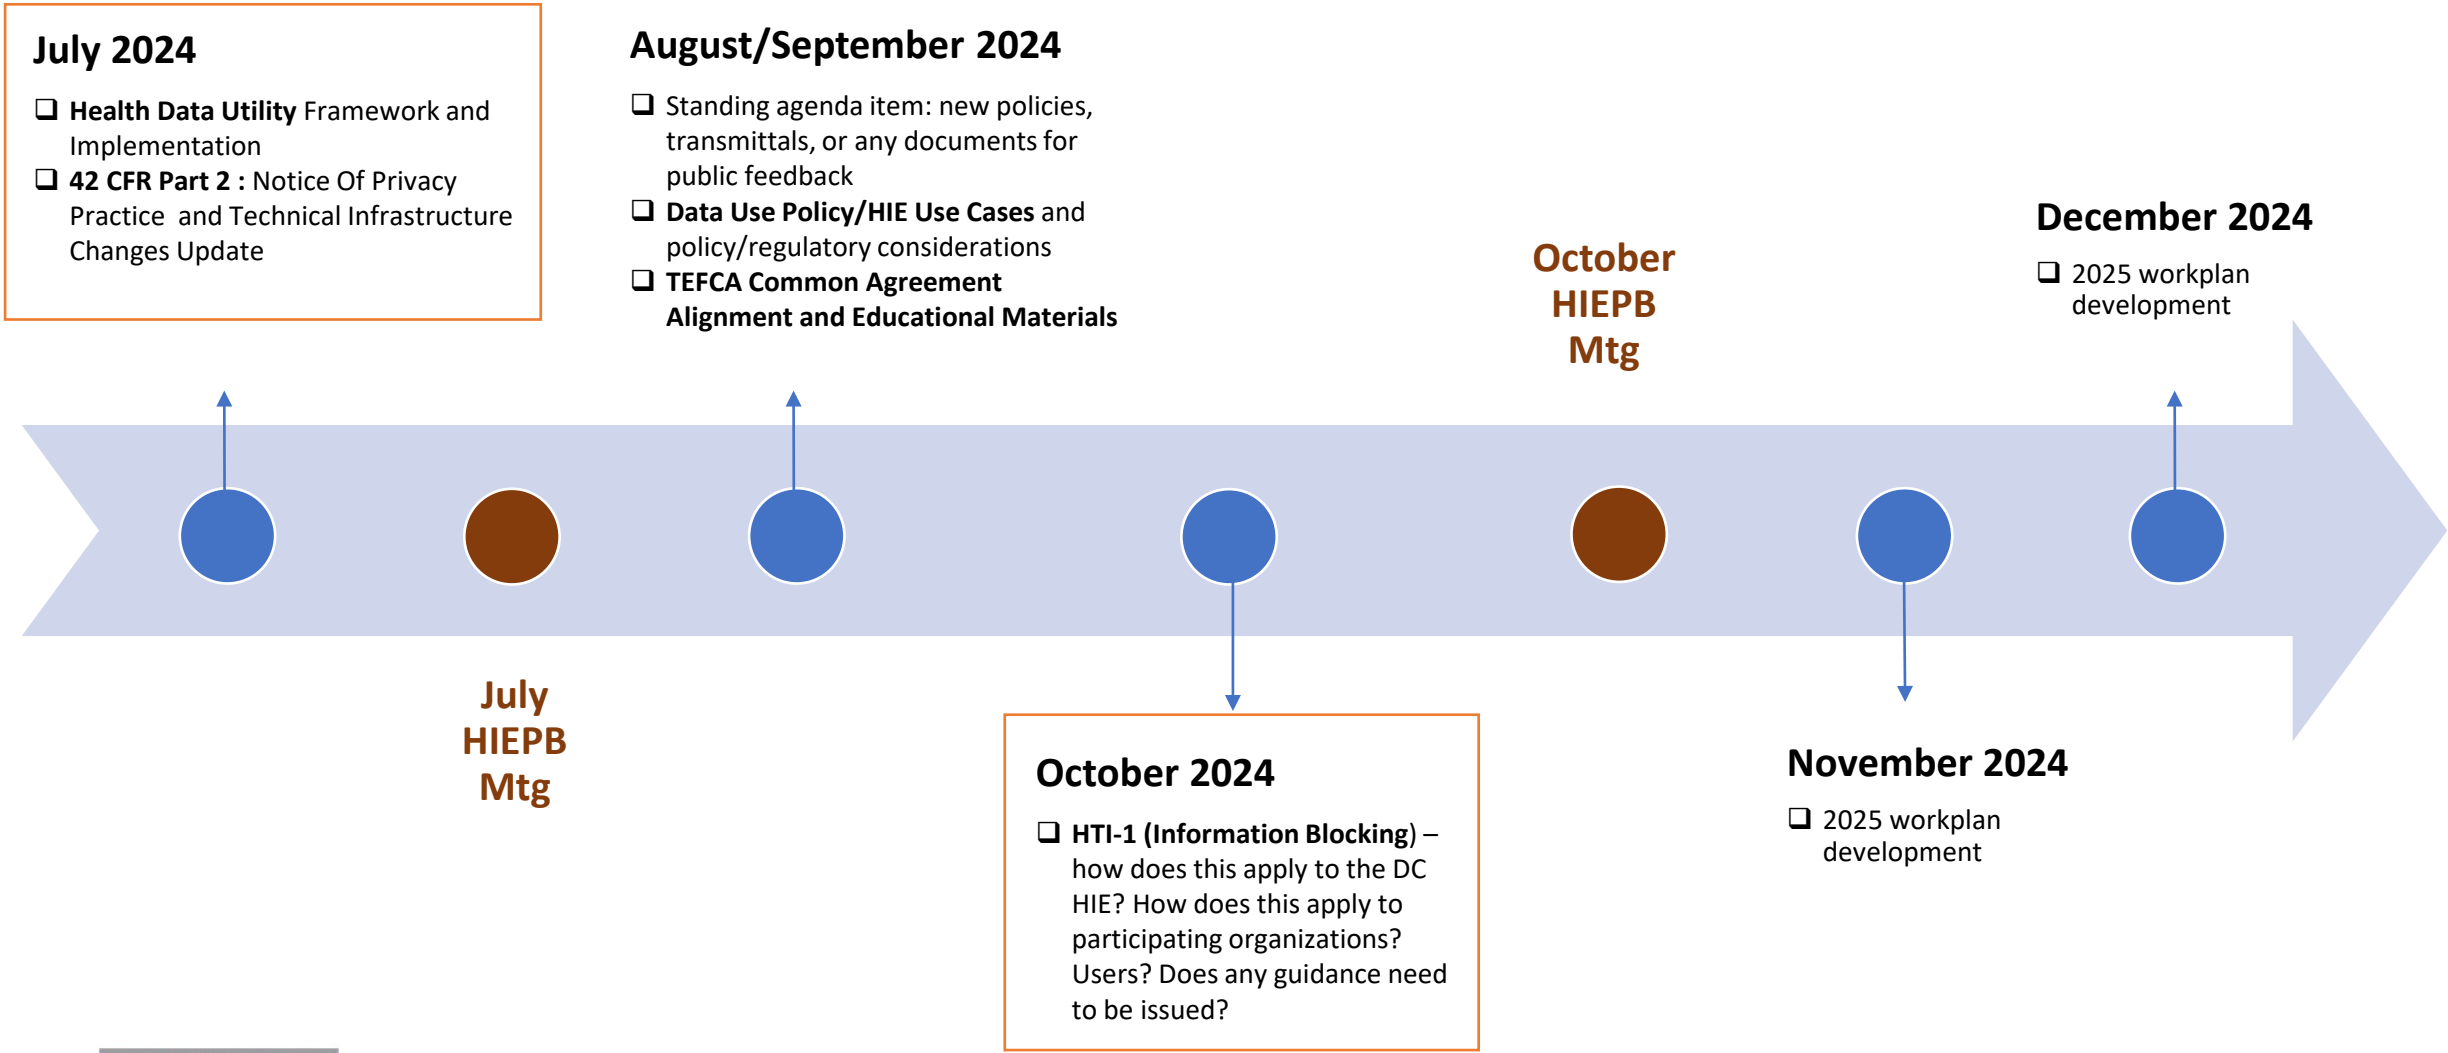 July 2024
❑ Health Data Utility Framework and
Implementation
❑ 42 CFR Part 2 : Notice Of Privacy
Practice and Technical Infrastructure
Changes Update
August/September 2024
❑ Standing agenda item: new policies,
transmittals, or any documents for
public feedback
❑ Data Use Policy/HIE Use Cases and
policy/regulatory considerations
❑ TEFCA Common Agreement
Alignment and Educational Materials
October
HIEPB
Mtg
December 2024
❑ 2025 workplan
development
July
HIEPB
Mtg
October 2024
❑ HTI-1 (Information Blocking) –
how does this apply to the DC
HIE? How does this apply to
participating organizations?
Users? Does any guidance need
to be issued?
November 2024
❑ 2025 workplan
development